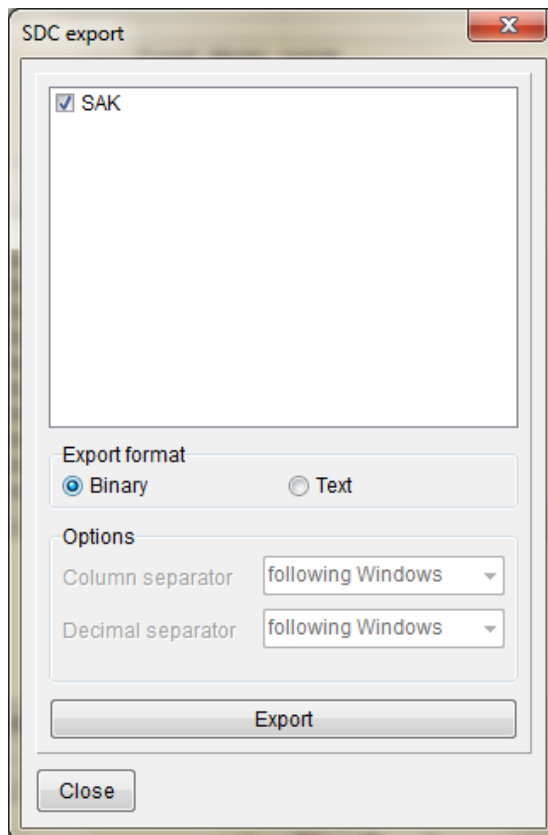 SDC export
SAK
Export format
Binary Text
Options
Column separator following Windows
Decimal separator following Windows
Export
Close